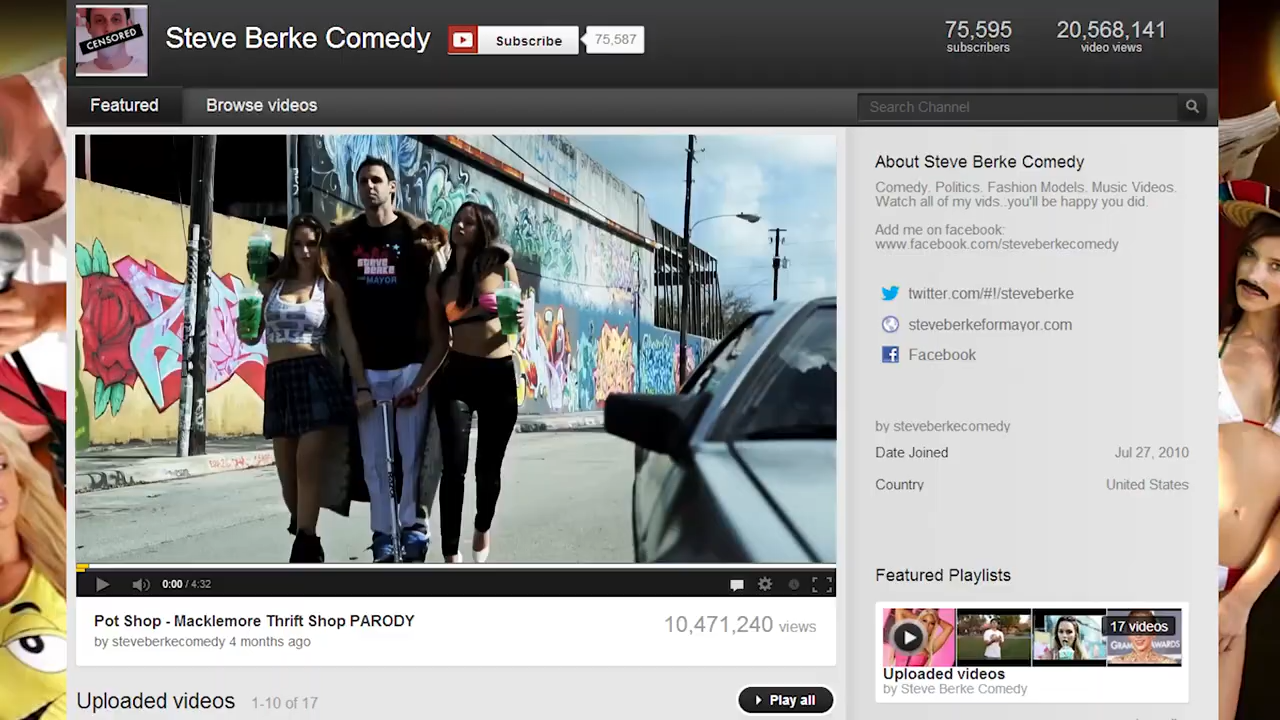 CENSORED
Steve Berke Comedy
Subscribe
75,587
75,595
subscribers
20,568,141
video views
Featured
Browse videos
Search Channel
STEVE
BERKE
FOR MAYOR
0:00 / 4:32
Pot Shop - Macklemore Thrift Shop PARODY
by steveberkecomedy 4 months ago
10,471,240 views
Uploaded videos 1-10 of 17
Play all
About Steve Berke Comedy
Comedy. Politics. Fashion Models. Music Videos.
Watch all of my vids..you'll be happy you did.
Add me on facebook:
www.facebook.com/steveberkecomedy
twitter.com/#!/steveberke
steveberkeformayor.com
Facebook
by steveberkecomedy
Date Joined Jul 27, 2010
Country United States
Featured Playlists
17 videos
Uploaded videos
by Steve Berke Comedy